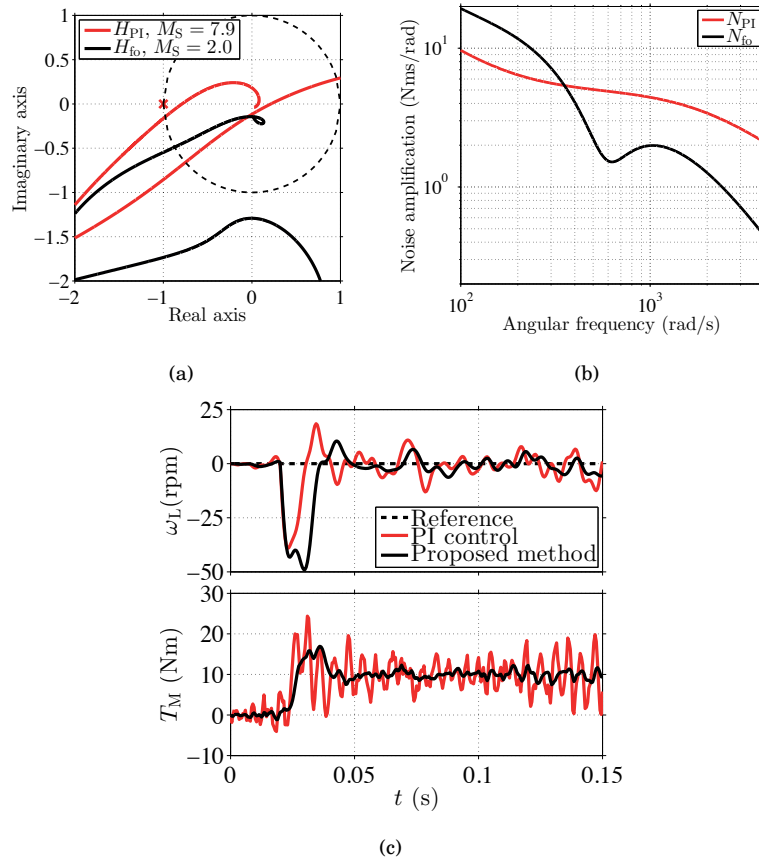 H_PI, M_S = 7.9
H_fo, M_S = 2.0
Imaginary axis
1
0.5
0
−0.5
−1
−1.5
−2
−2
−1
0
1
Real axis
(a)
N_PI
N_fo
Noise amplification (Nms/rad)
10^1
10^0
10^2
10^3
Angular frequency (rad/s)
(b)
ω_L(rpm)
25
0
−25
−50
Reference
PI control
Proposed method
T_M (Nm)
30
20
10
0
−10
0
0.05
0.1
0.15
t (s)
(c)